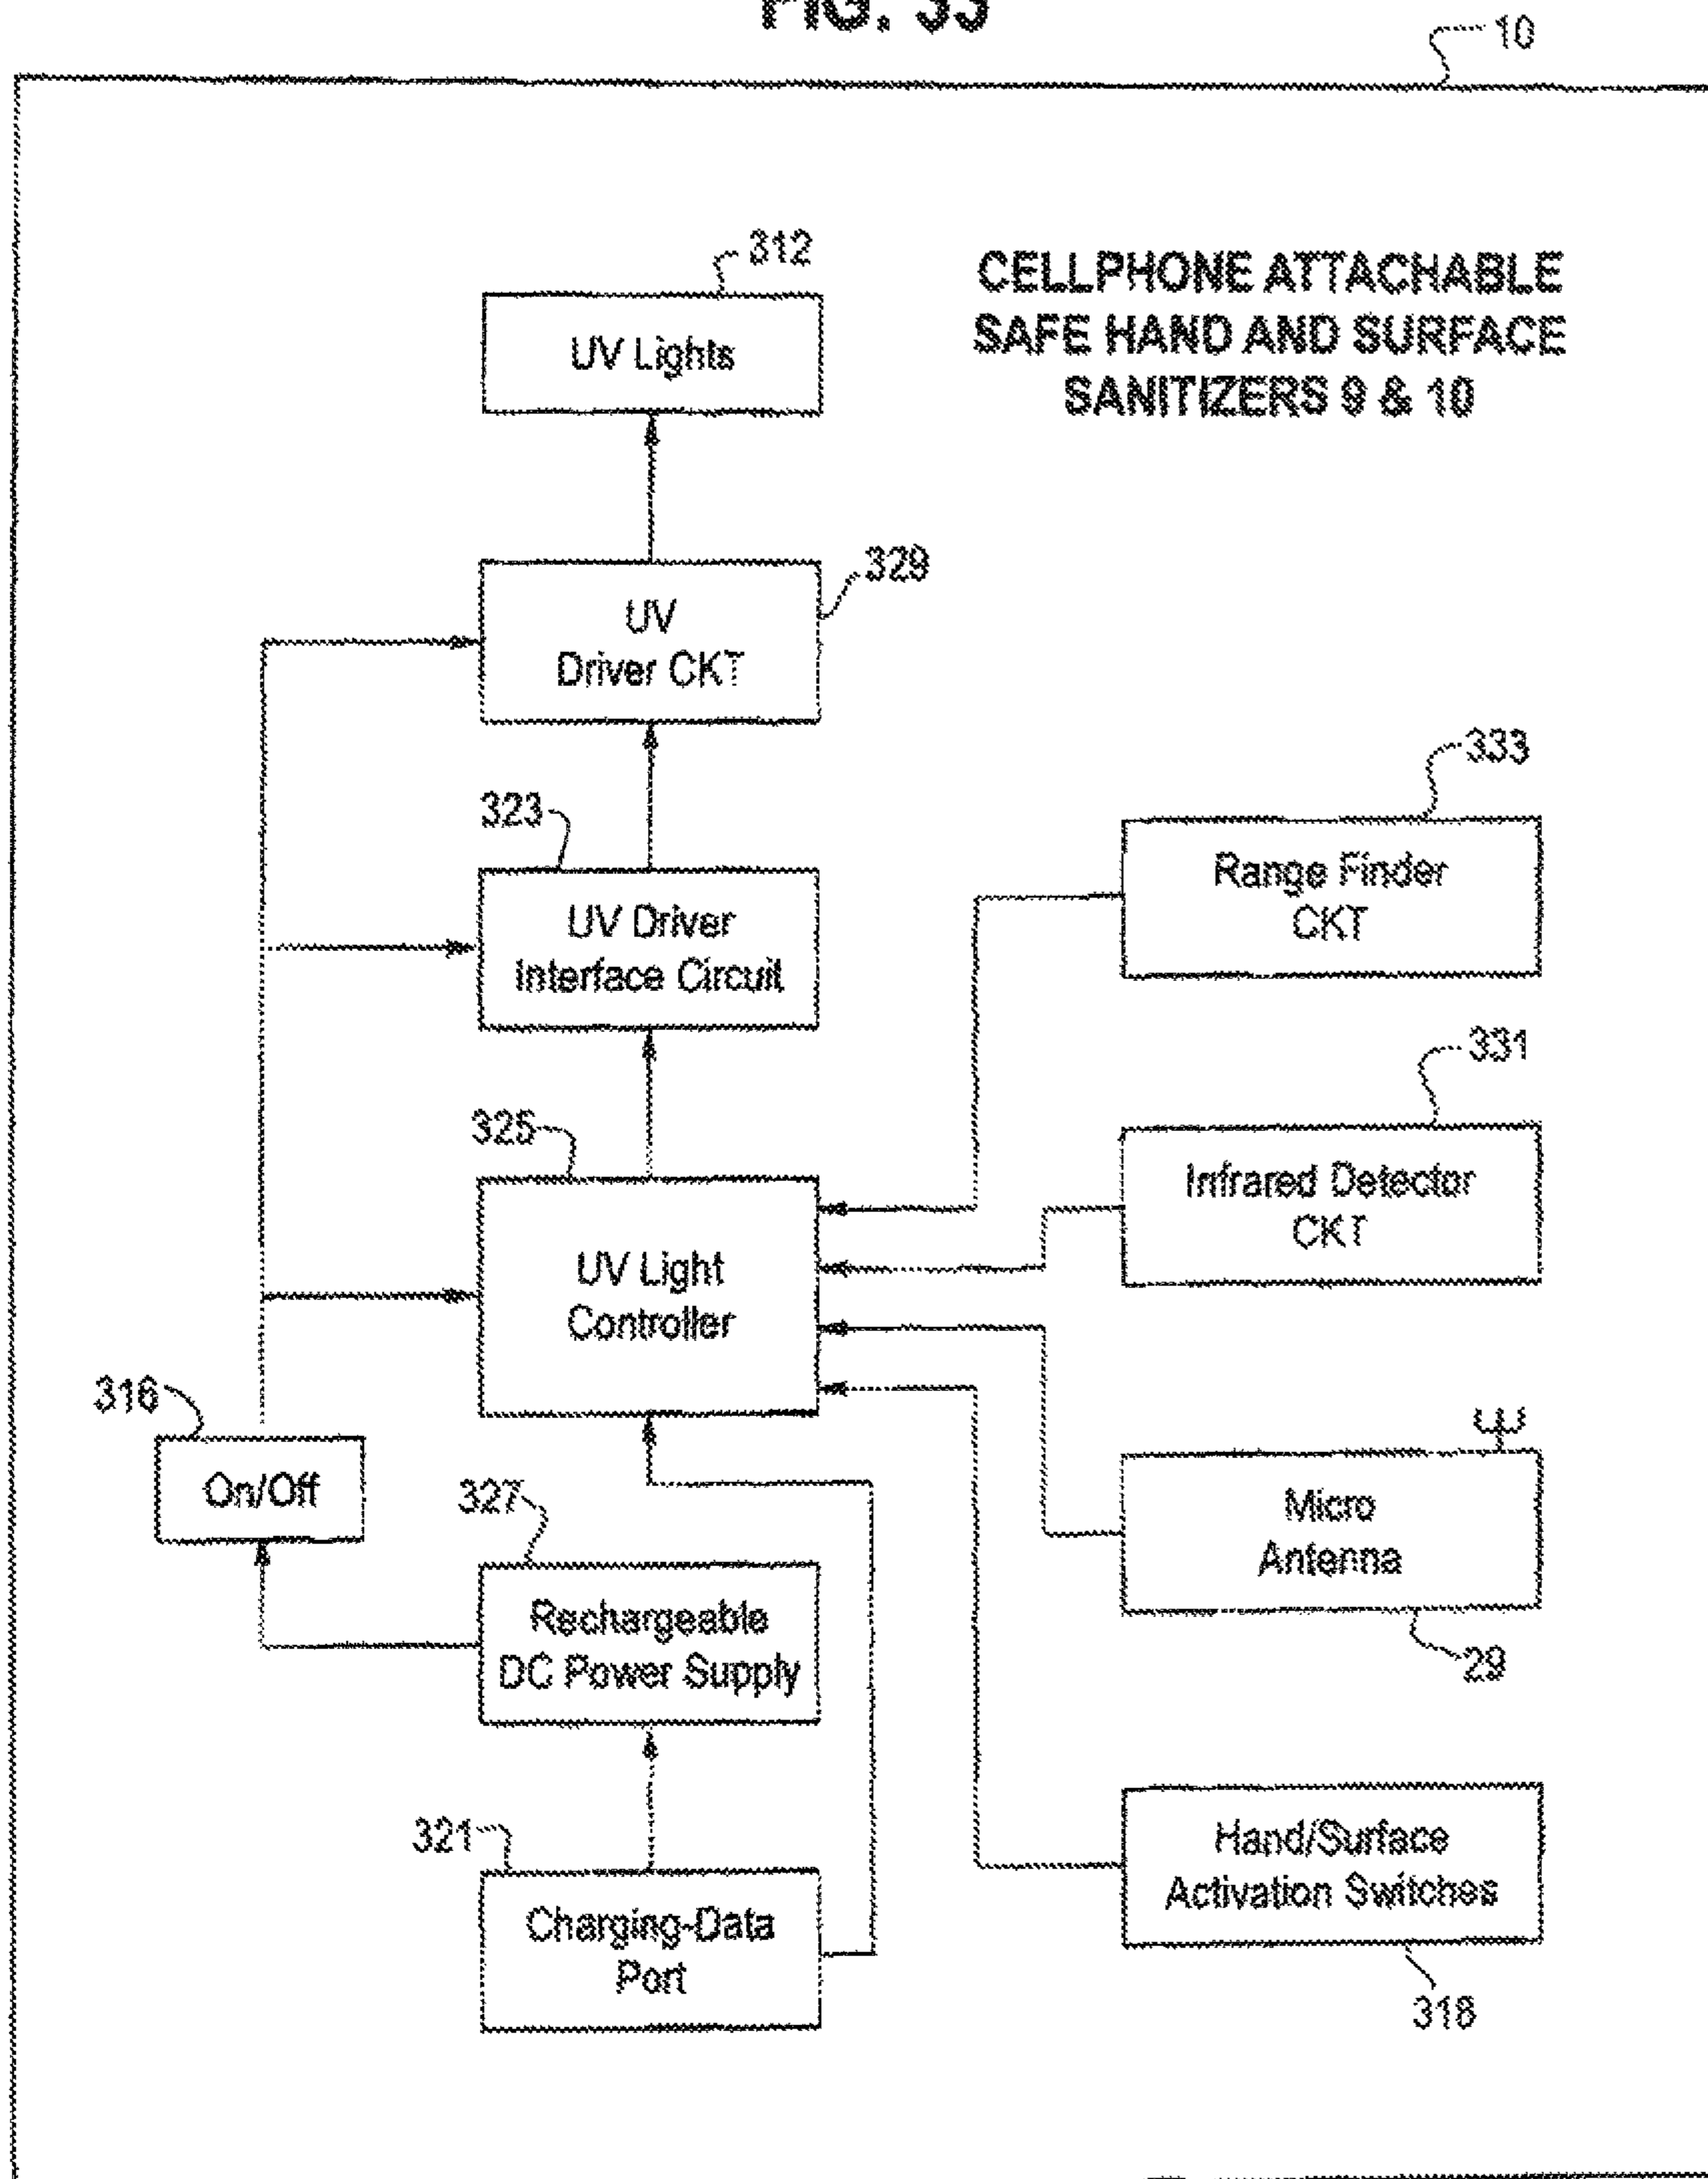 FIG. 33
10
312
UV Lights
CELLPHONE ATTACHABLE
SAFE HAND AND SURFACE
SANITIZERS 9 & 10
329
UV
Driver CKT
323
UV Driver
Interface Circuit
333
Range Finder
CKT
331
Infrared Detector
CKT
325
UV Light
Controller
316
On/Off
327
Rechargeable
DC Power Supply
Micro
Antenna
29
321
Charging-Data
Port
Hand/Surface
Activation Switches
318